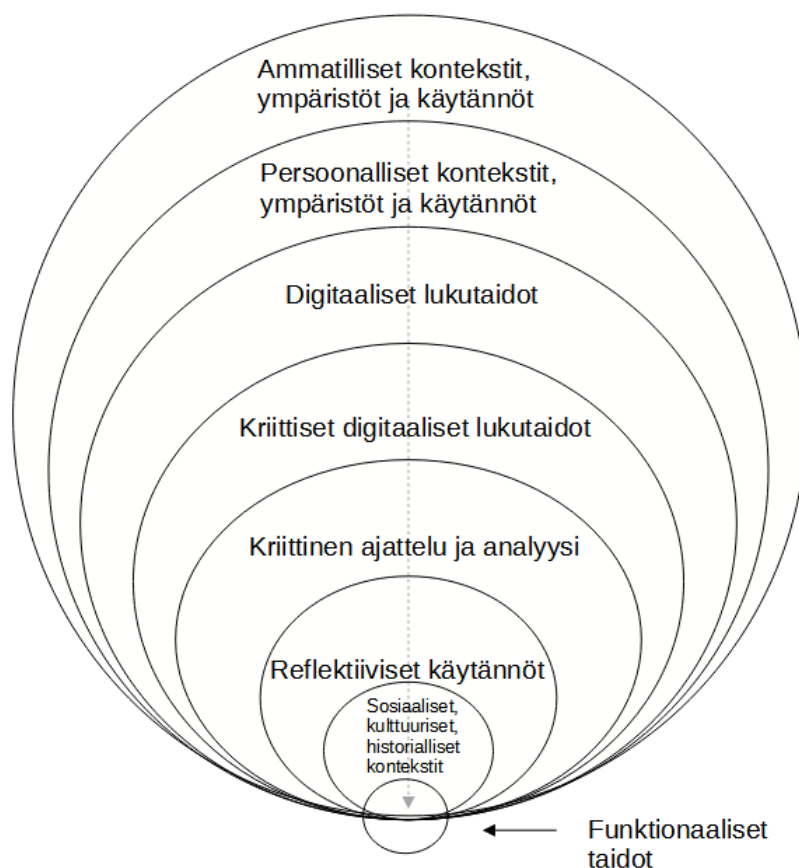 Ammatilliset kontekstit,
ympäristöt ja käytännöt
Persoonalliset kontekstit,
ympäristöt ja käytännöt
Digitaaliset lukutaidot
Kriittiset digitaaliset lukutaidot
Kriittinen ajattelu ja analyysi
Reflektiiviset käytännöt
Sosiaaliset,
kulttuuriset,
historialliset
kontekstit
Funktionaaliset
taidot